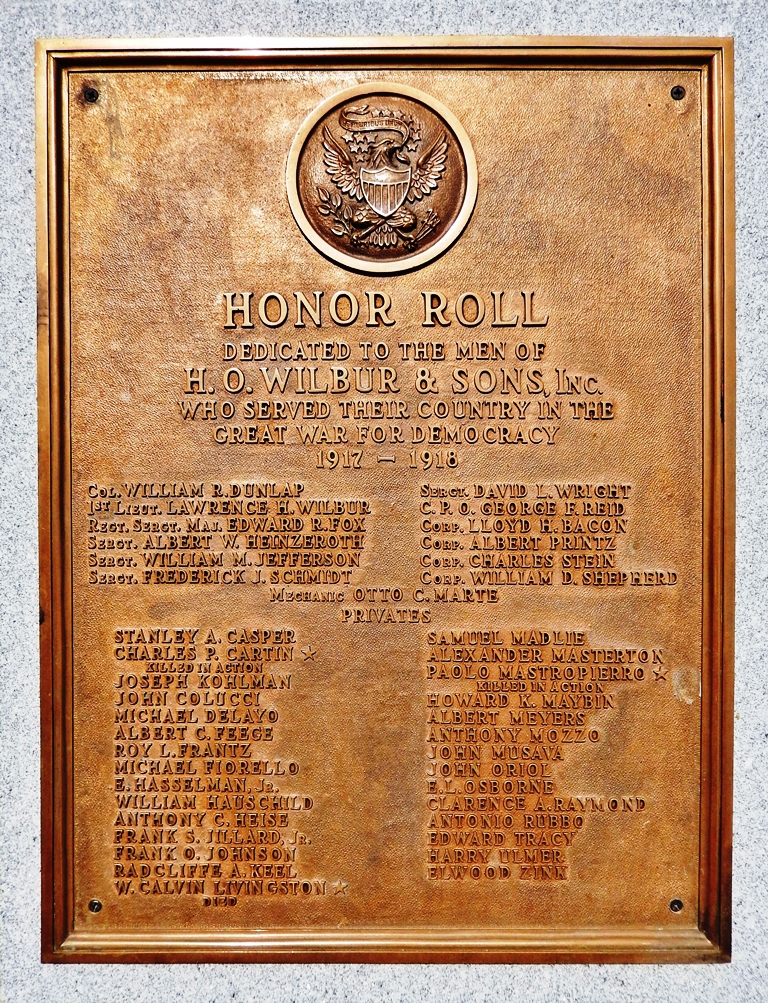 E PLURIBUS UNUM
HONOR ROLL
DEDICATED TO THE MEN OF
H. O. WILBUR & SONS, INC.
WHO SERVED THEIR COUNTRY IN THE
GREAT WAR FOR DEMOCRACY
1917 — 1918
COL. WILLIAM R. DUNLAP
1ST LIEUT. LAWRENCE H. WILBUR
REGT. SERGT. MAJ. EDWARD R. FOX
SERGT. ALBERT W. HEINZEROTH
SERGT. WILLIAM M. JEFFERSON
SERGT. FREDERICK J. SCHMIDT
SERGT. DAVID L. WRIGHT
C. P. O. GEORGE F. REID
CORP. LLOYD H. BACON
CORP. ALBERT PRINTZ
CORP. CHARLES STEIN
CORP. WILLIAM D. SHEPHERD
MECHANIC OTTO C. MARTE
PRIVATES
STANLEY A. CASPER
CHARLES P. CARTIN ☆
KILLED IN ACTION
JOSEPH KOHLMAN
JOHN COLUCCI
MICHAEL DELAYO
ALBERT C. FEEGE
ROY L. FRANTZ
MICHAEL FIORELLO
E. HASSELMAN, JR.
WILLIAM HAUSCHILD
ANTHONY C. HEISE
FRANK S. JILLARD, JR.
FRANK O. JOHNSON
RADCLIFFE A. KEEL
W. CALVIN LIVINGSTON ☆
DIED
SAMUEL MADLIE
ALEXANDER MASTERTON
PAOLO MASTROPIERRO ☆
KILLED IN ACTION
HOWARD K. MAYBIN
ALBERT MEYERS
ANTHONY MOZZO
JOHN MUSAVA
JOHN ORIOL
E. L. OSBORNE
CLARENCE A. RAYMOND
ANTONIO RUBBO
EDWARD TRACY
HARRY ULMER
ELWOOD ZINK